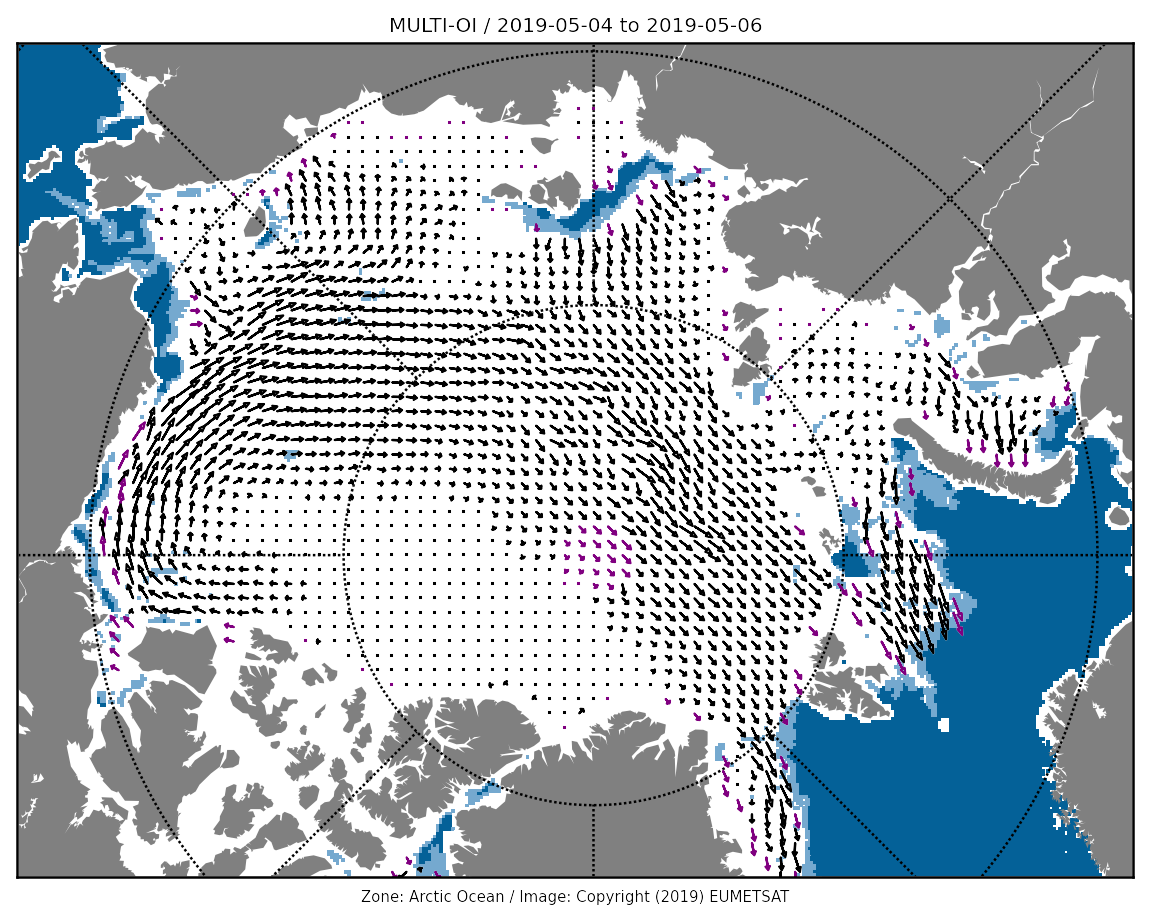 MULTI-OI / 2019-05-04 to 2019-05-06
Zone: Arctic Ocean / Image: Copyright (2019) EUMETSAT